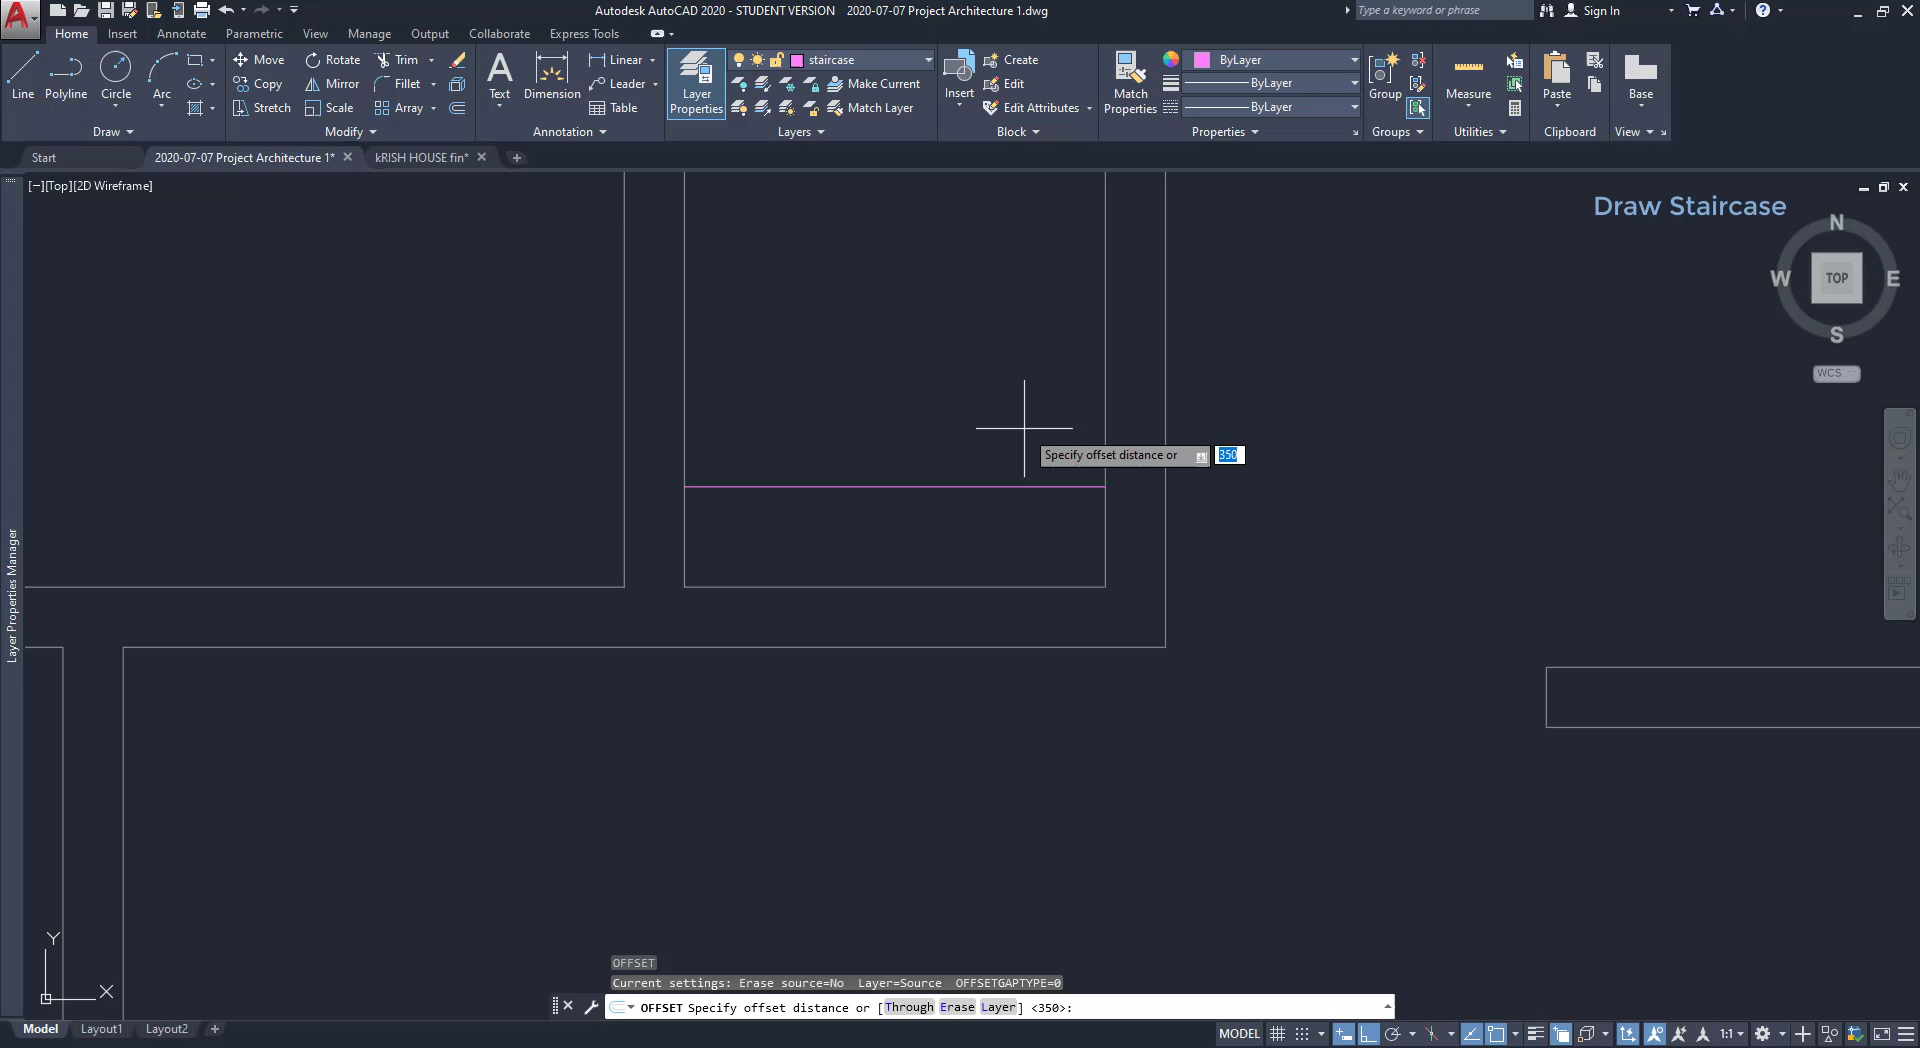 Autodesk AutoCAD 2020 - STUDENT VERSION 2020-07-07 Project Architecture 1.dwg
Type a keyword or phrase
Sign In
Home Insert Annotate Parametric View Manage Output Collaborate Express Tools
Line Polyline Circle Arc
Draw
Move Rotate Trim
Copy Mirror Fillet
Stretch Scale Array
Modify
Text Dimension
Linear
Leader
Table
Annotation
Layer Properties
staircase
Make Current
Match Layer
Layers
Insert
Create
Edit
Edit Attributes
Block
Match Properties
ByLayer
ByLayer
ByLayer
Properties
Group
Groups
Measure
Utilities
Paste
Clipboard
Base
View
Start 2020-07-07 Project Architecture 1* kRISH HOUSE fin*
[−][Top][2D Wireframe]
Draw Staircase
N
W TOP E
S
WCS
Specify offset distance or 350
Layer Properties Manager
Y
X
OFFSET
Current settings: Erase source=No Layer=Source OFFSETGAPTYPE=0
OFFSET Specify offset distance or [Through Erase Layer] <350>:
Model Layout1 Layout2
MODEL 1:1